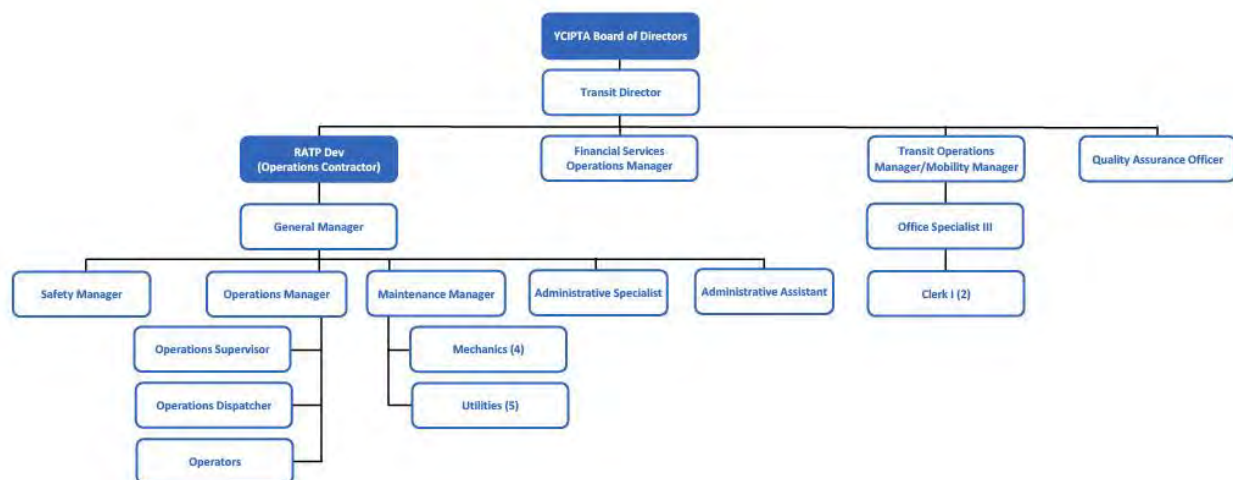 YCIPTA Board of Directors
Transit Director
RATP Dev
(Operations Contractor)
Financial Services
Operations Manager
Transit Operations
Manager/Mobility Manager
Quality Assurance Officer
General Manager
Office Specialist III
Safety Manager
Operations Manager
Maintenance Manager
Administrative Specialist
Administrative Assistant
Clerk I (2)
Operations Supervisor
Mechanics (4)
Operations Dispatcher
Utilities (5)
Operators